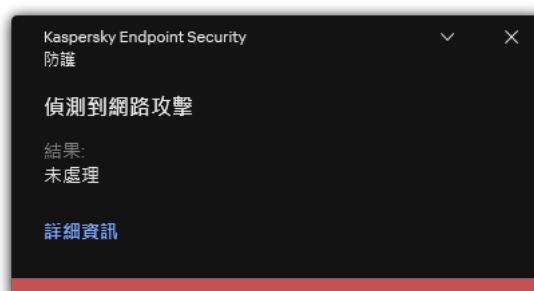 Kaspersky Endpoint Security
防護
偵測到網路攻擊
結果:
未處理
詳細資訊